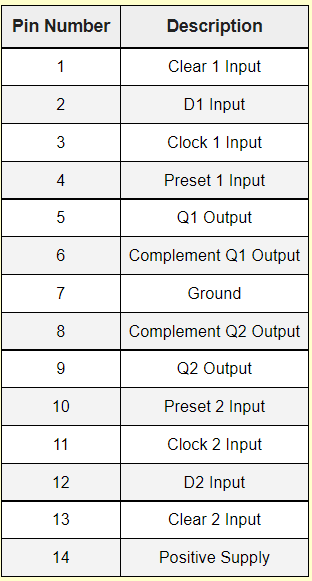 Pin Number Description
1 Clear 1 Input
2 D1 Input
3 Clock 1 Input
4 Preset 1 Input
5 Q1 Output
6 Complement Q1 Output
7 Ground
8 Complement Q2 Output
9 Q2 Output
10 Preset 2 Input
11 Clock 2 Input
12 D2 Input
13 Clear 2 Input
14 Positive Supply